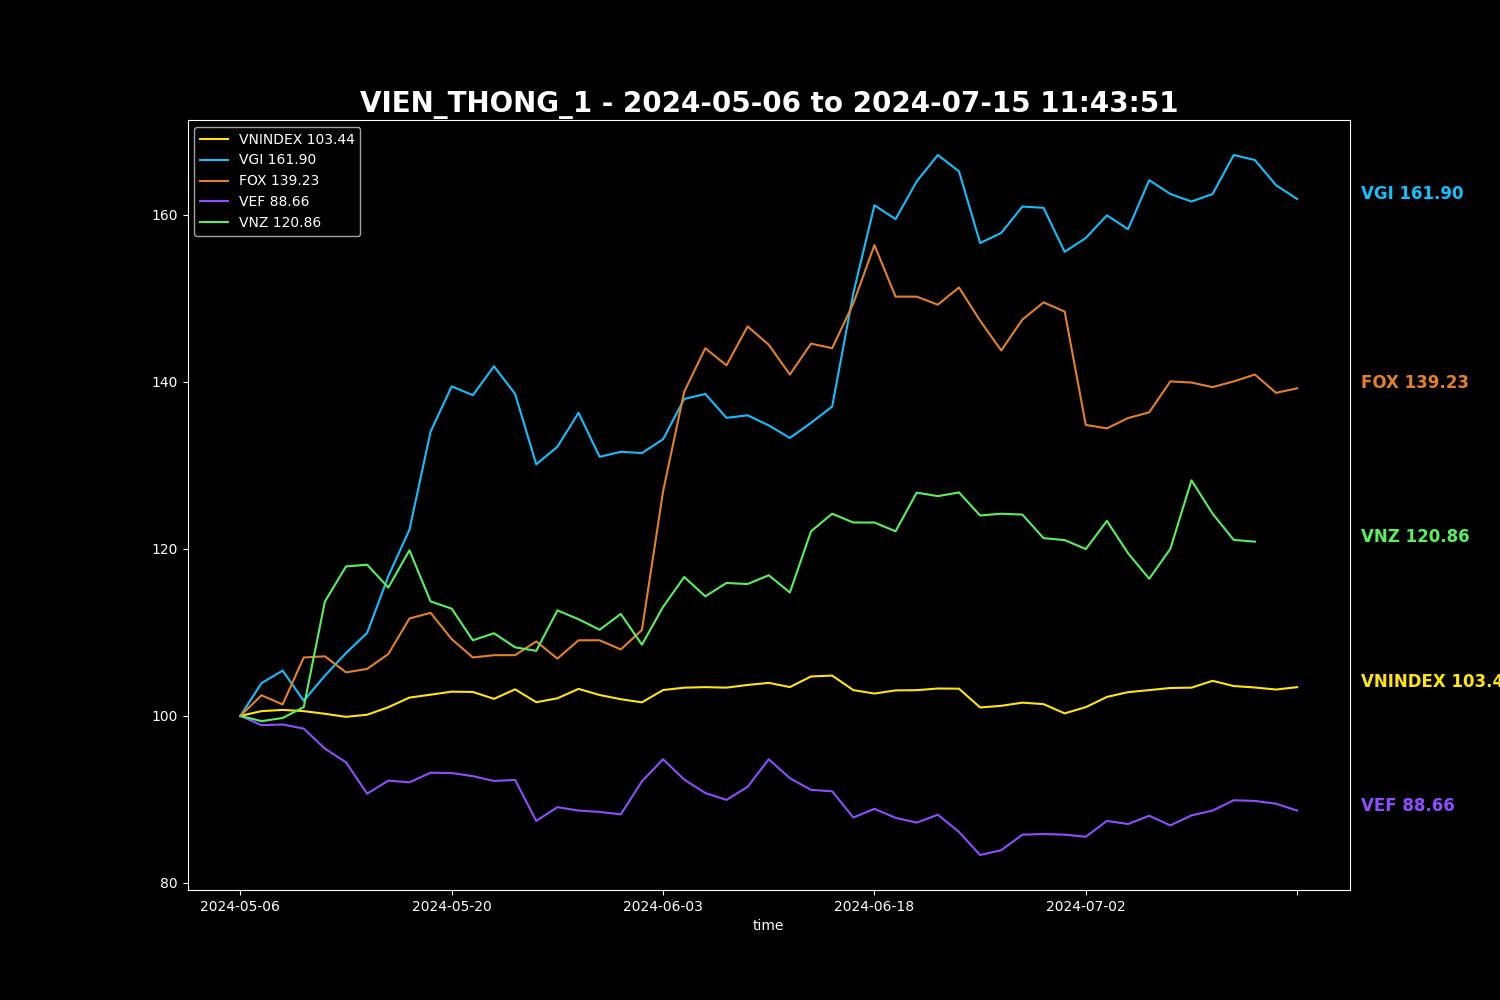 VIEN_THONG_1 - 2024-05-06 to 2024-07-15 11:43:51
VNINDEX 103.44
VGI 161.90
FOX 139.23
VEF 88.66
VNZ 120.86
160
140
120
100
80
VGI 161.90
FOX 139.23
VNZ 120.86
VNINDEX 103.4
VEF 88.66
2024-05-06
2024-05-20
2024-06-03
2024-06-18
2024-07-02
time